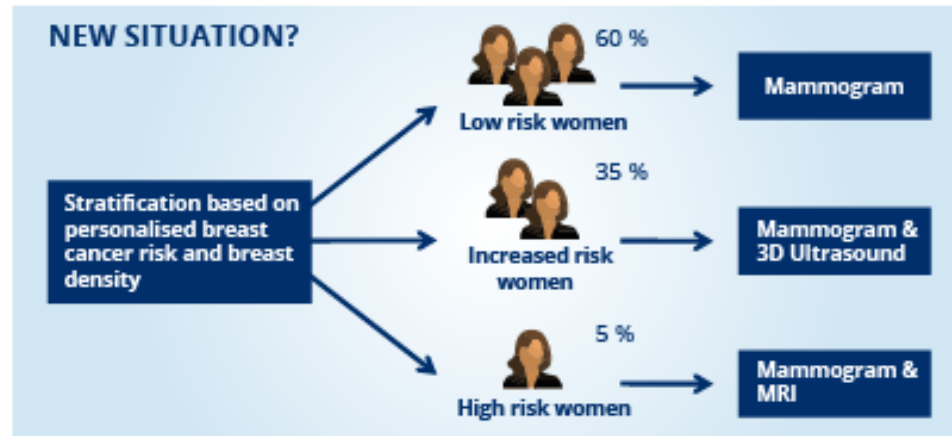 NEW SITUATION?
60 %
Low risk women
Mammogram
35 %
Stratification based on
personalised breast
cancer risk and breast
density
Increased risk
women
Mammogram &
3D Ultrasound
5 %
High risk women
Mammogram &
MRI